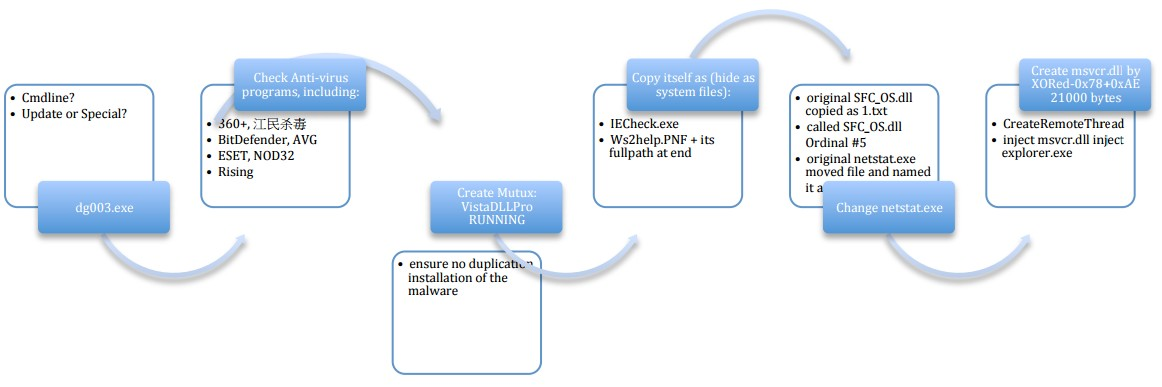 • Cmdline?
• Update or Special?
dg003.exe
Check Anti-virus
programs, including:
• 360+, 江民杀毒
• BitDefender, AVG
• ESET, NOD32
• Rising
Create Mutux:
VistaDLLPro
RUNNING
• ensure no duplication
installation of the
malware
Copy itself as (hide as
system files):
• IECheck.exe
• Ws2help.PNF + its
fullpath at end
• original SFC_OS.dll
copied as 1.txt
• called SFC_OS.dll
Ordinal #5
• original netstat.exe
moved file and named
it a
Change netstat.exe
Create msvcr.dll by
XORed-0x78+0xAE
21000 bytes
• CreateRemoteThread
• inject msvcr.dll inject
explorer.exe